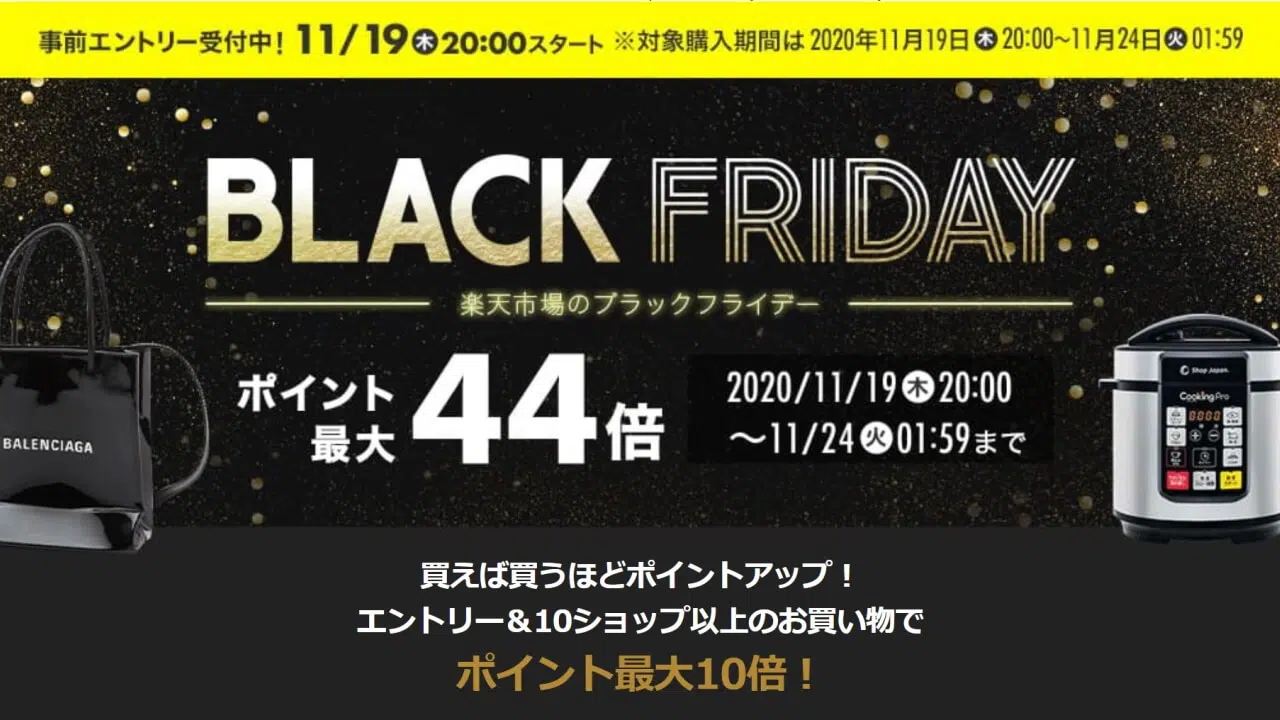 事前エントリー受付中! 11/19木20:00スタート ※対象購入期間は 2020年11月19日木 20:00〜11月24日火 01:59
BLACK FRIDAY
楽天市場のブラックフライデー
ポイント
最大
44倍
2020/11/19木20:00
〜11/24火01:59まで
BALENCIAGA
Shop Japan.
Cooking Pro
買えば買うほどポイントアップ！
エントリー＆10ショップ以上のお買い物で
ポイント最大10倍！